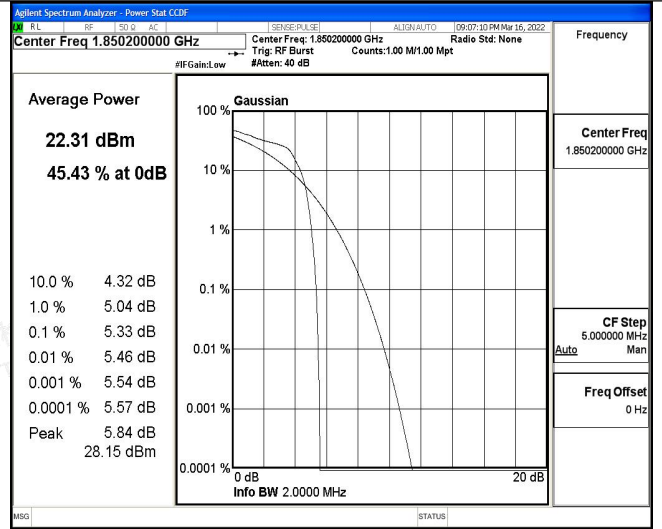 Agilent Spectrum Analyzer - Power Stat CCDF
LXI RL RF 50 Ω AC SENSE:PULSE ALIGN AUTO 09:07:10 PM Mar 16, 2022
Center Freq 1.850200000 GHz
Center Freq: 1.850200000 GHz Radio Std: None
Trig: RF Burst Counts:1.00 M/1.00 Mpt
#IFGain:Low #Atten: 40 dB
Frequency
Average Power
22.31 dBm
45.43 % at 0dB
10.0 % 4.32 dB
1.0 % 5.04 dB
0.1 % 5.33 dB
0.01 % 5.46 dB
0.001 % 5.54 dB
0.0001 % 5.57 dB
Peak 5.84 dB
28.15 dBm
Gaussian
100 %
10 %
1 %
0.1 %
0.01 %
0.001 %
0.0001 %
0 dB 20 dB
Info BW 2.0000 MHz
Center Freq
1.850200000 GHz
CF Step
5.000000 MHz
Auto Man
Freq Offset
0 Hz
MSG STATUS